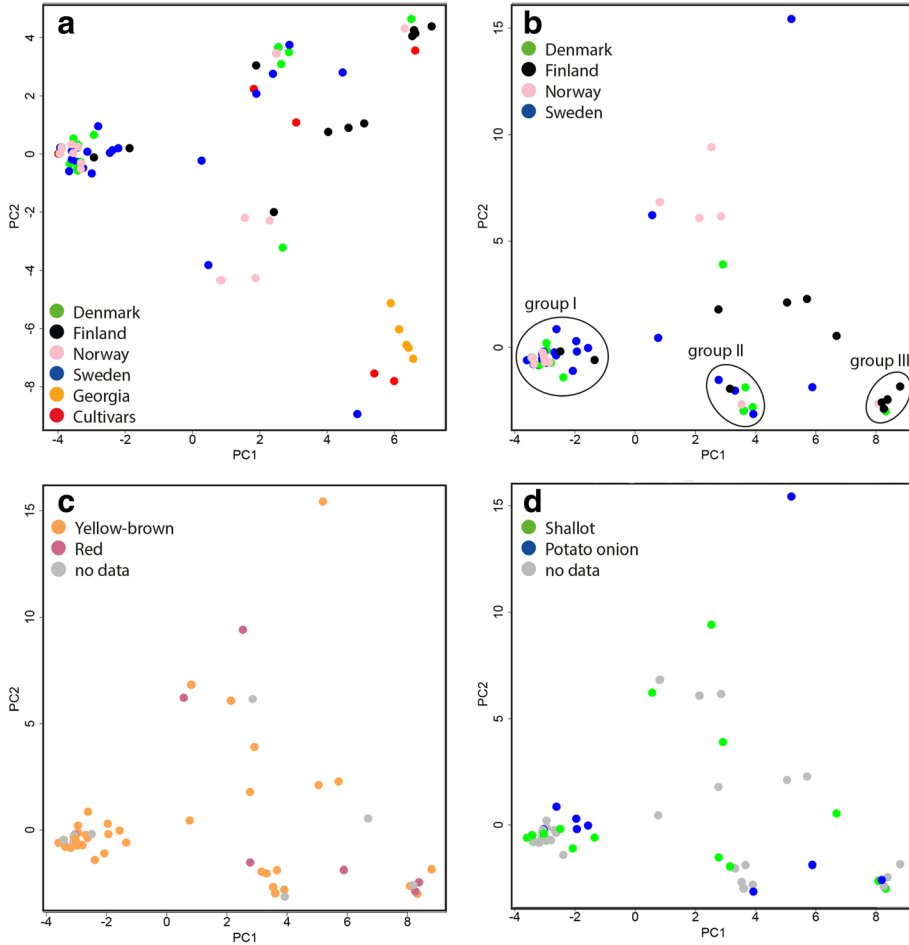 a
Denmark
Finland
Norway
Sweden
Georgia
Cultivars
4
2
0
-2
-4
-6
-8
PC2
-4
-2
0
2
4
6
PC1
b
Denmark
Finland
Norway
Sweden
group I
group II
group III
15
10
5
0
PC2
-4
-2
0
2
4
6
8
PC1
c
Yellow-brown
Red
no data
15
10
5
0
PC2
-4
-2
0
2
4
6
8
PC1
d
Shallot
Potato onion
no data
15
10
5
0
PC2
-4
-2
0
2
4
6
8
PC1